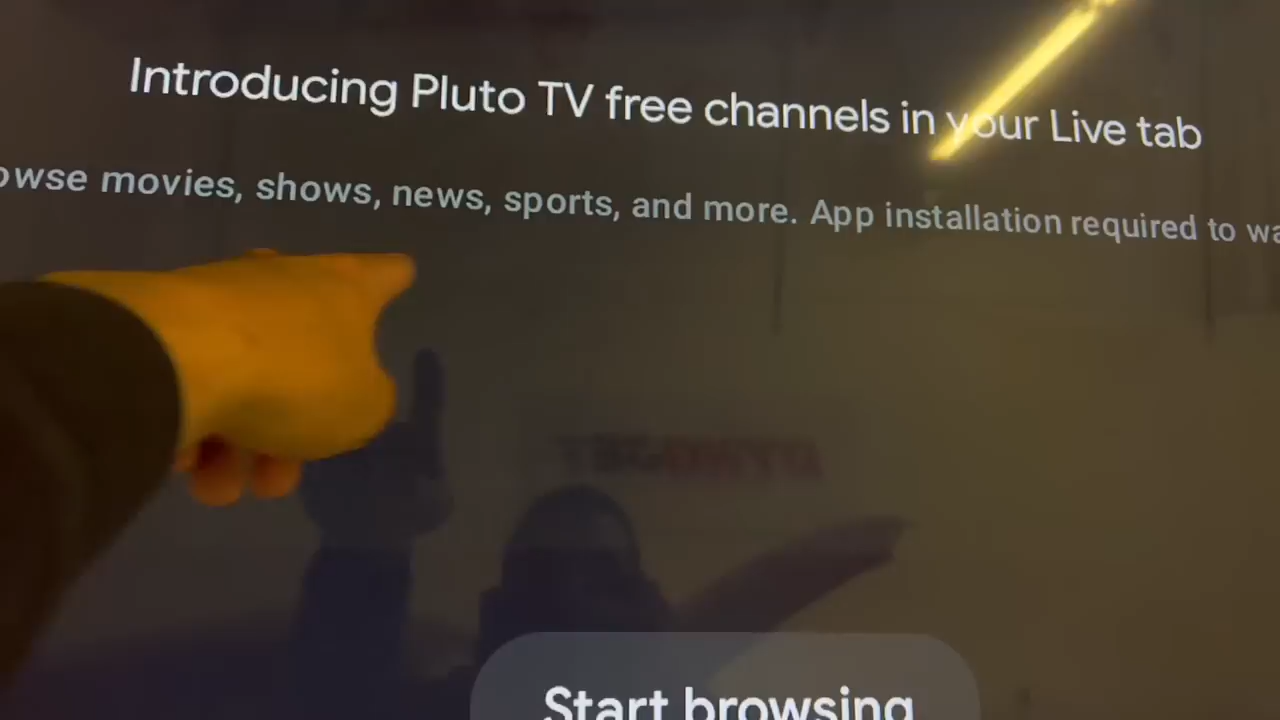 Introducing Pluto TV free channels in your Live tab
owse movies, shows, news, sports, and more. App installation required to wa
Start browsing